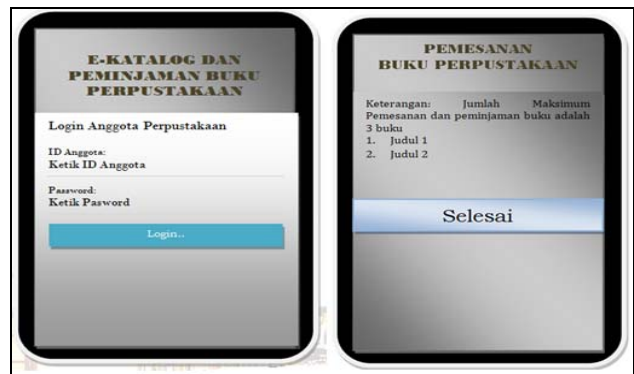 E-KATALOG DAN
PEMINJAMAN BUKU
PERPUSTAKAAN
Login Anggota Perpustakaan
ID Anggota:
Ketik ID Anggota
Password:
Ketik Pasword
Login..
PEMESANAN
BUKU PERPUSTAKAAN
Keterangan: Jumlah Maksimum
Pemesanan dan peminjaman buku adalah
3 buku
1. Judul 1
2. Judul 2
Selesai